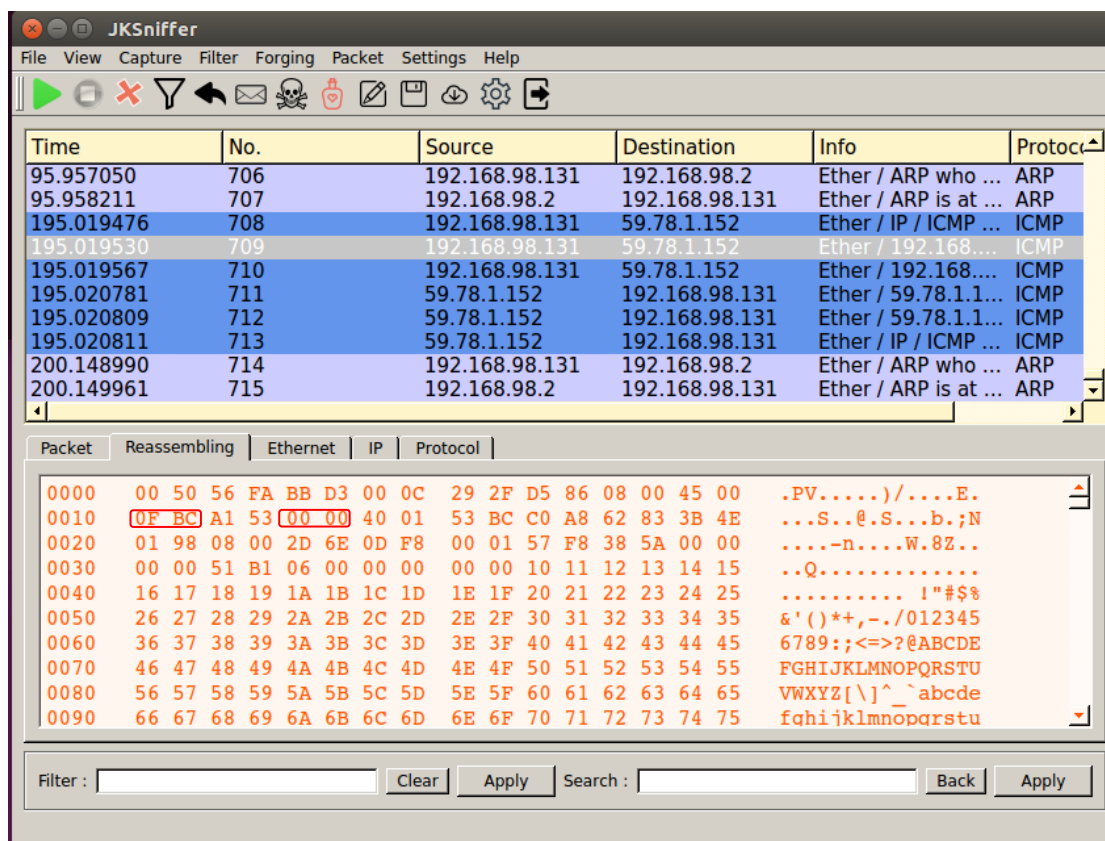 JKSniffer
File View Capture Filter Forging Packet Settings Help
Time No. Source Destination Info Protoco
95.957050 706 192.168.98.131 192.168.98.2 Ether / ARP who ... ARP
95.958211 707 192.168.98.2 192.168.98.131 Ether / ARP is at ... ARP
195.019476 708 192.168.98.131 59.78.1.152 Ether / IP / ICMP ... ICMP
195.019530 709 192.168.98.131 59.78.1.152 Ether / 192.168.... ICMP
195.019567 710 192.168.98.131 59.78.1.152 Ether / 192.168.... ICMP
195.020781 711 59.78.1.152 192.168.98.131 Ether / 59.78.1.1... ICMP
195.020809 712 59.78.1.152 192.168.98.131 Ether / 59.78.1.1... ICMP
195.020811 713 59.78.1.152 192.168.98.131 Ether / IP / ICMP ... ICMP
200.148990 714 192.168.98.131 192.168.98.2 Ether / ARP who ... ARP
200.149961 715 192.168.98.2 192.168.98.131 Ether / ARP is at ... ARP
Packet Reassembling Ethernet IP Protocol
0000 00 50 56 FA BB D3 00 0C 29 2F D5 86 08 00 45 00 .PV.....)/....E.
0010 0F BC A1 53 00 00 40 01 53 BC C0 A8 62 83 3B 4E ...S..@.S...b.;N
0020 01 98 08 00 2D 6E 0D F8 00 01 57 F8 38 5A 00 00 ....-n....W.8Z..
0030 00 00 51 B1 06 00 00 00 00 00 10 11 12 13 14 15 ..Q.............
0040 16 17 18 19 1A 1B 1C 1D 1E 1F 20 21 22 23 24 25 .......... !"#$%
0050 26 27 28 29 2A 2B 2C 2D 2E 2F 30 31 32 33 34 35 &'()*+,-./012345
0060 36 37 38 39 3A 3B 3C 3D 3E 3F 40 41 42 43 44 45 6789:;<=>?@ABCDE
0070 46 47 48 49 4A 4B 4C 4D 4E 4F 50 51 52 53 54 55 FGHIJKLMNOPQRSTU
0080 56 57 58 59 5A 5B 5C 5D 5E 5F 60 61 62 63 64 65 VWXYZ[\]^_`abcde
0090 66 67 68 69 6A 6B 6C 6D 6E 6F 70 71 72 73 74 75 fghijklmnopqrstu
Filter : Clear Apply Search : Back Apply